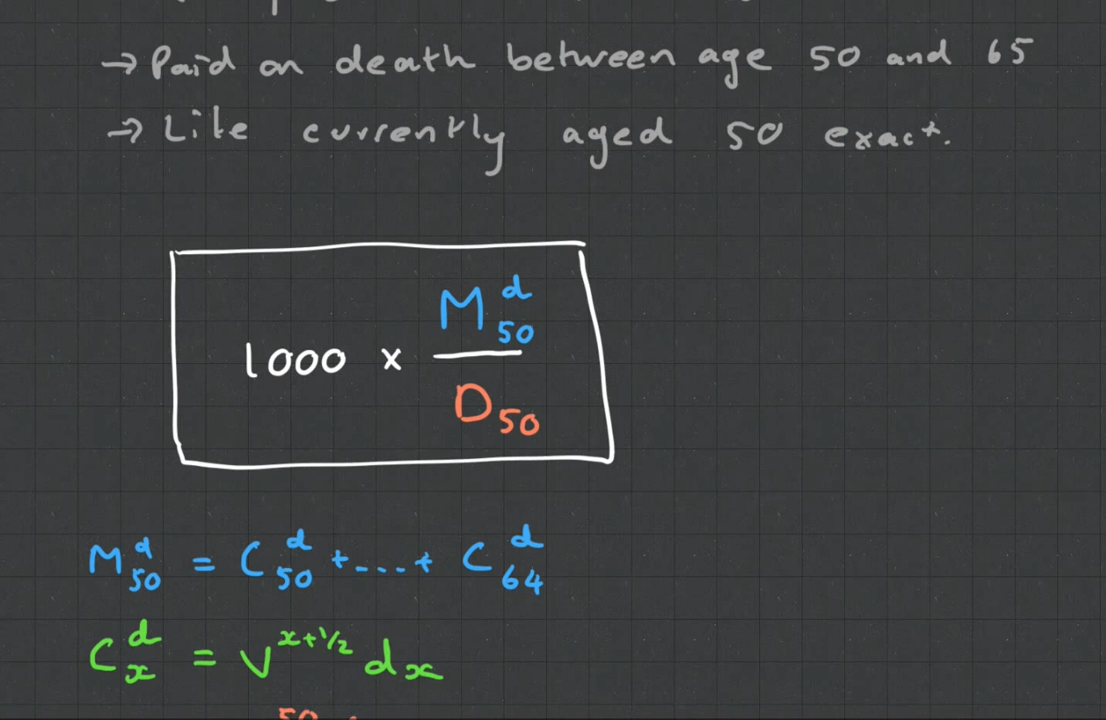 → Paid on death between age 50 and 65
→ Life currently aged 50 exact.
1000 × M^d_50 / D_50
M^d_50 = C^d_50 + ... + C^d_64
C^d_x = v^(x+1/2) d_x
50